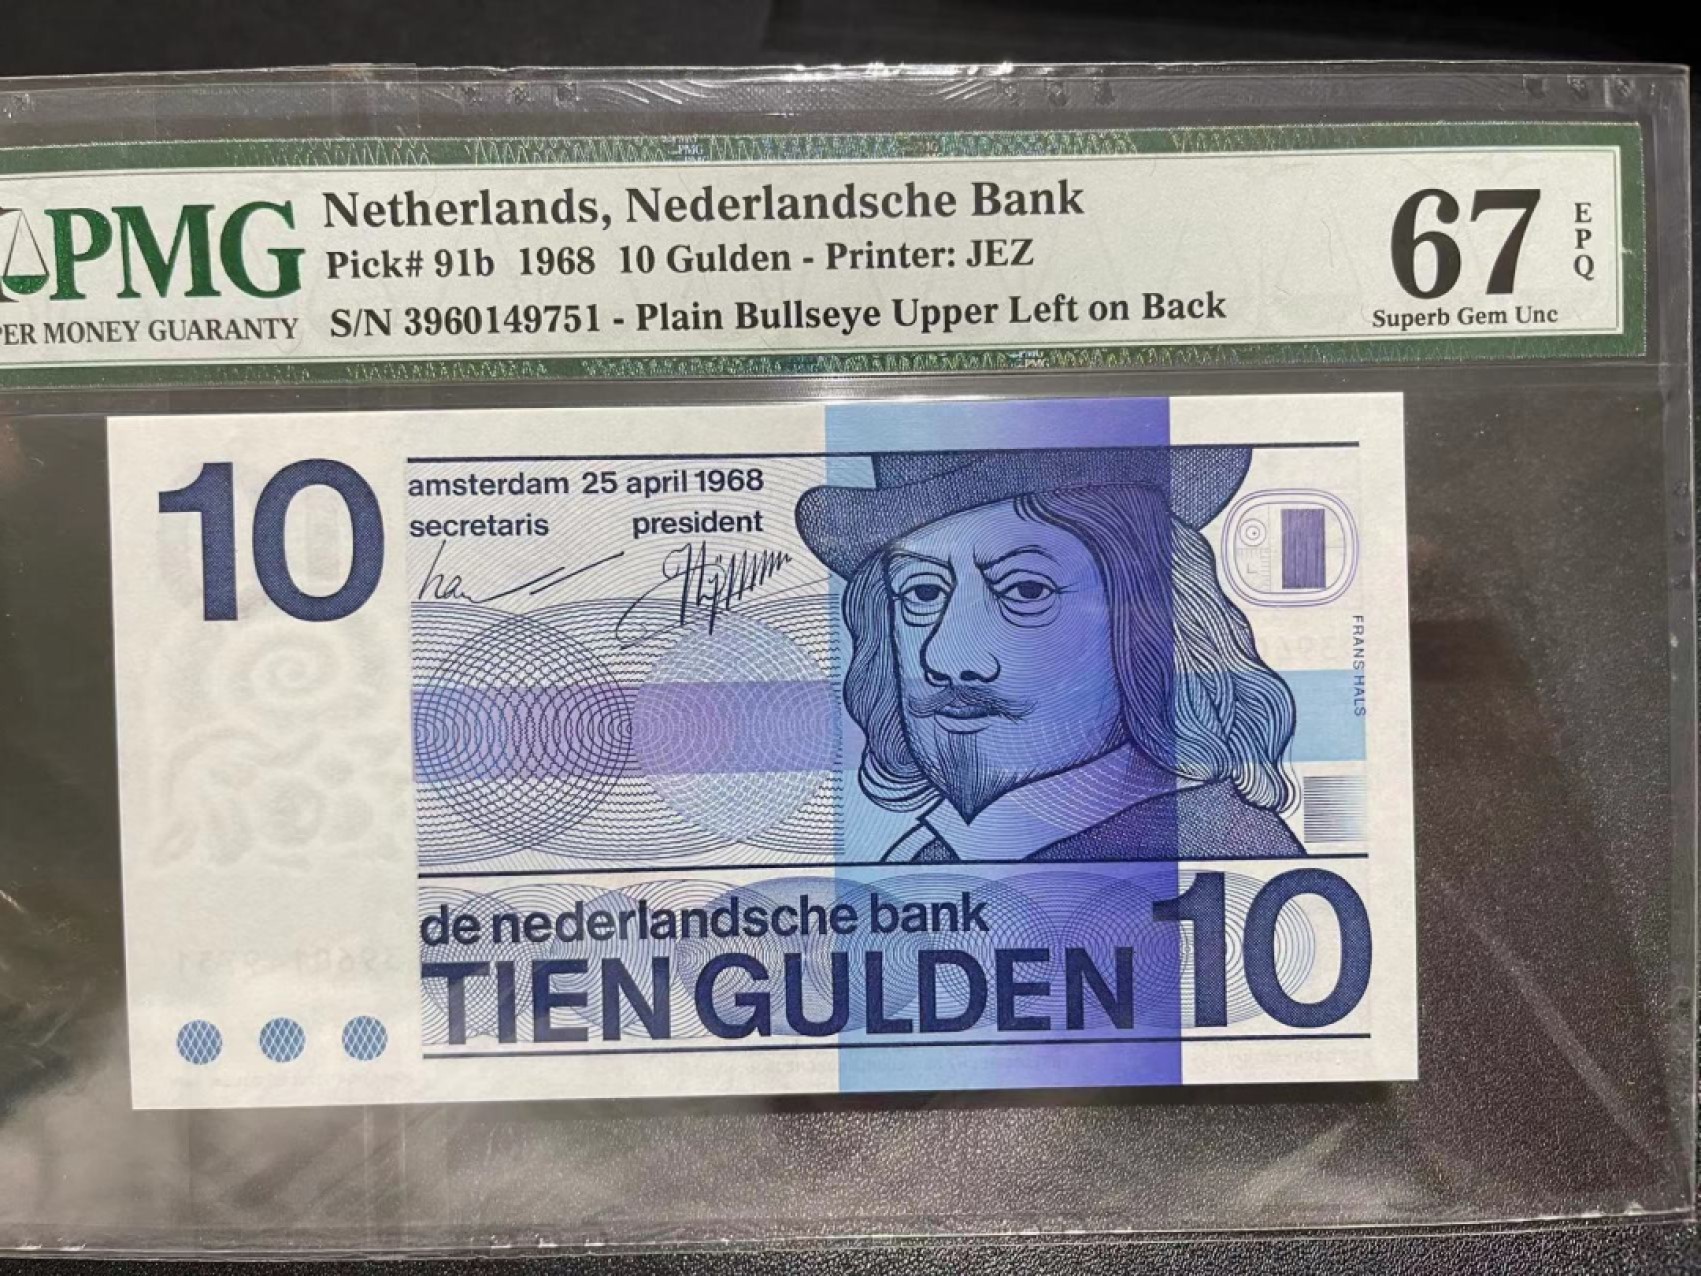 PMG
PER MONEY GUARANTY
Netherlands, Nederlandsche Bank
Pick# 91b 1968 10 Gulden - Printer: JEZ
S/N 3960149751 - Plain Bullseye Upper Left on Back
67
EPQ
Superb Gem Unc
10
amsterdam 25 april 1968
secretaris president
FRANS HALS
de nederlandsche bank
TIEN GULDEN 10